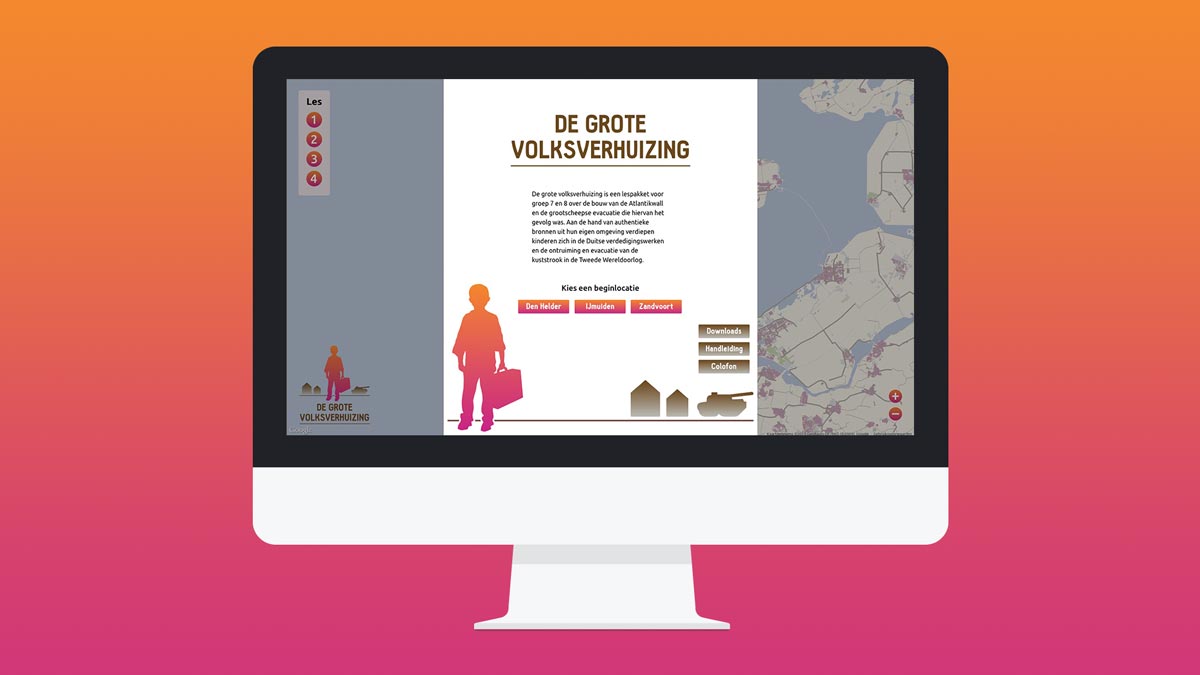 Les
1
2
3
4
DE GROTE
VOLKSVERHUIZING
De grote volksverhuizing is een lespakket voor
groep 7 en 8 over de bouw van de Atlantikwall
en de grootscheepse evacuatie die hiervan het
gevolg was. Aan de hand van authentieke
bronnen uit hun eigen omgeving verdiepen
kinderen zich in de Duitse verdedigingswerken
en de ontruiming en evacuatie van de
kuststrook in de Tweede Wereldoorlog.
Kies een beginlocatie
Den Helder
IJmuiden
Zandvoort
Downloads
Handleiding
Colofon
DE GROTE
VOLKSVERHUIZING
Google
+
−